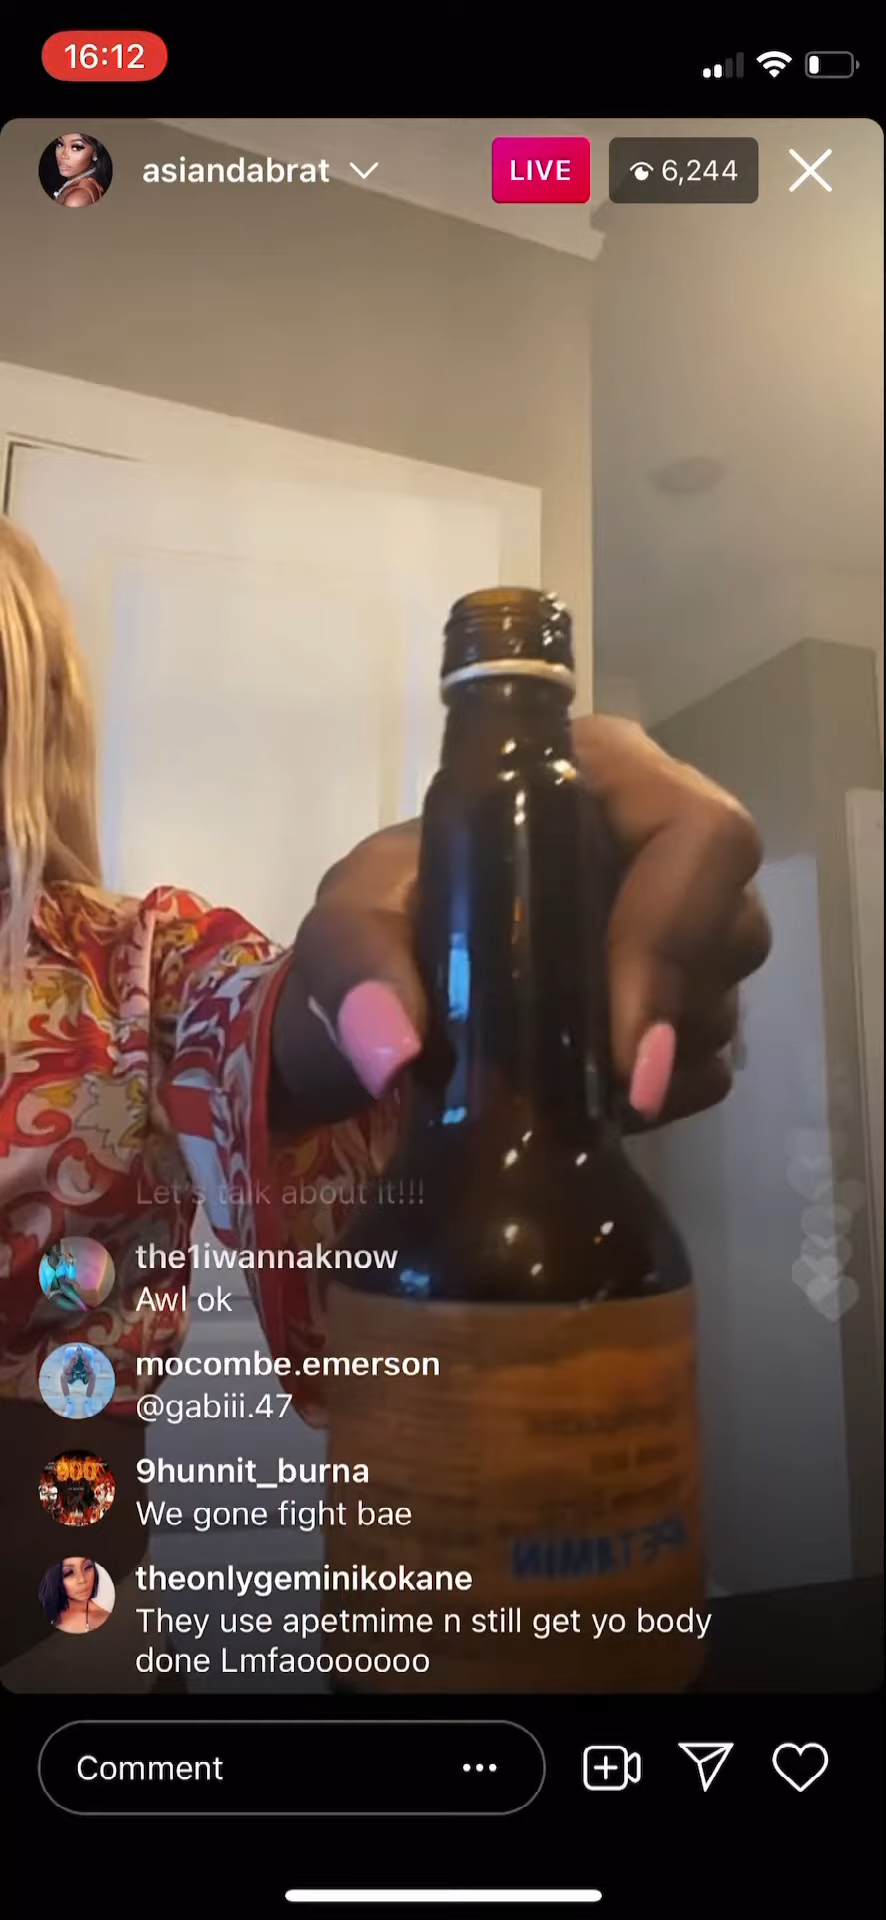 16:12
asiandabrat
LIVE
6,244
Let's talk about it!!!
the1iwannaknow
Awl ok
mocombe.emerson
@gabiii.47
9hunnit_burna
We gone fight bae
theonlygeminikokane
They use apetmime n still get yo body
done Lmfaooooooo
Comment